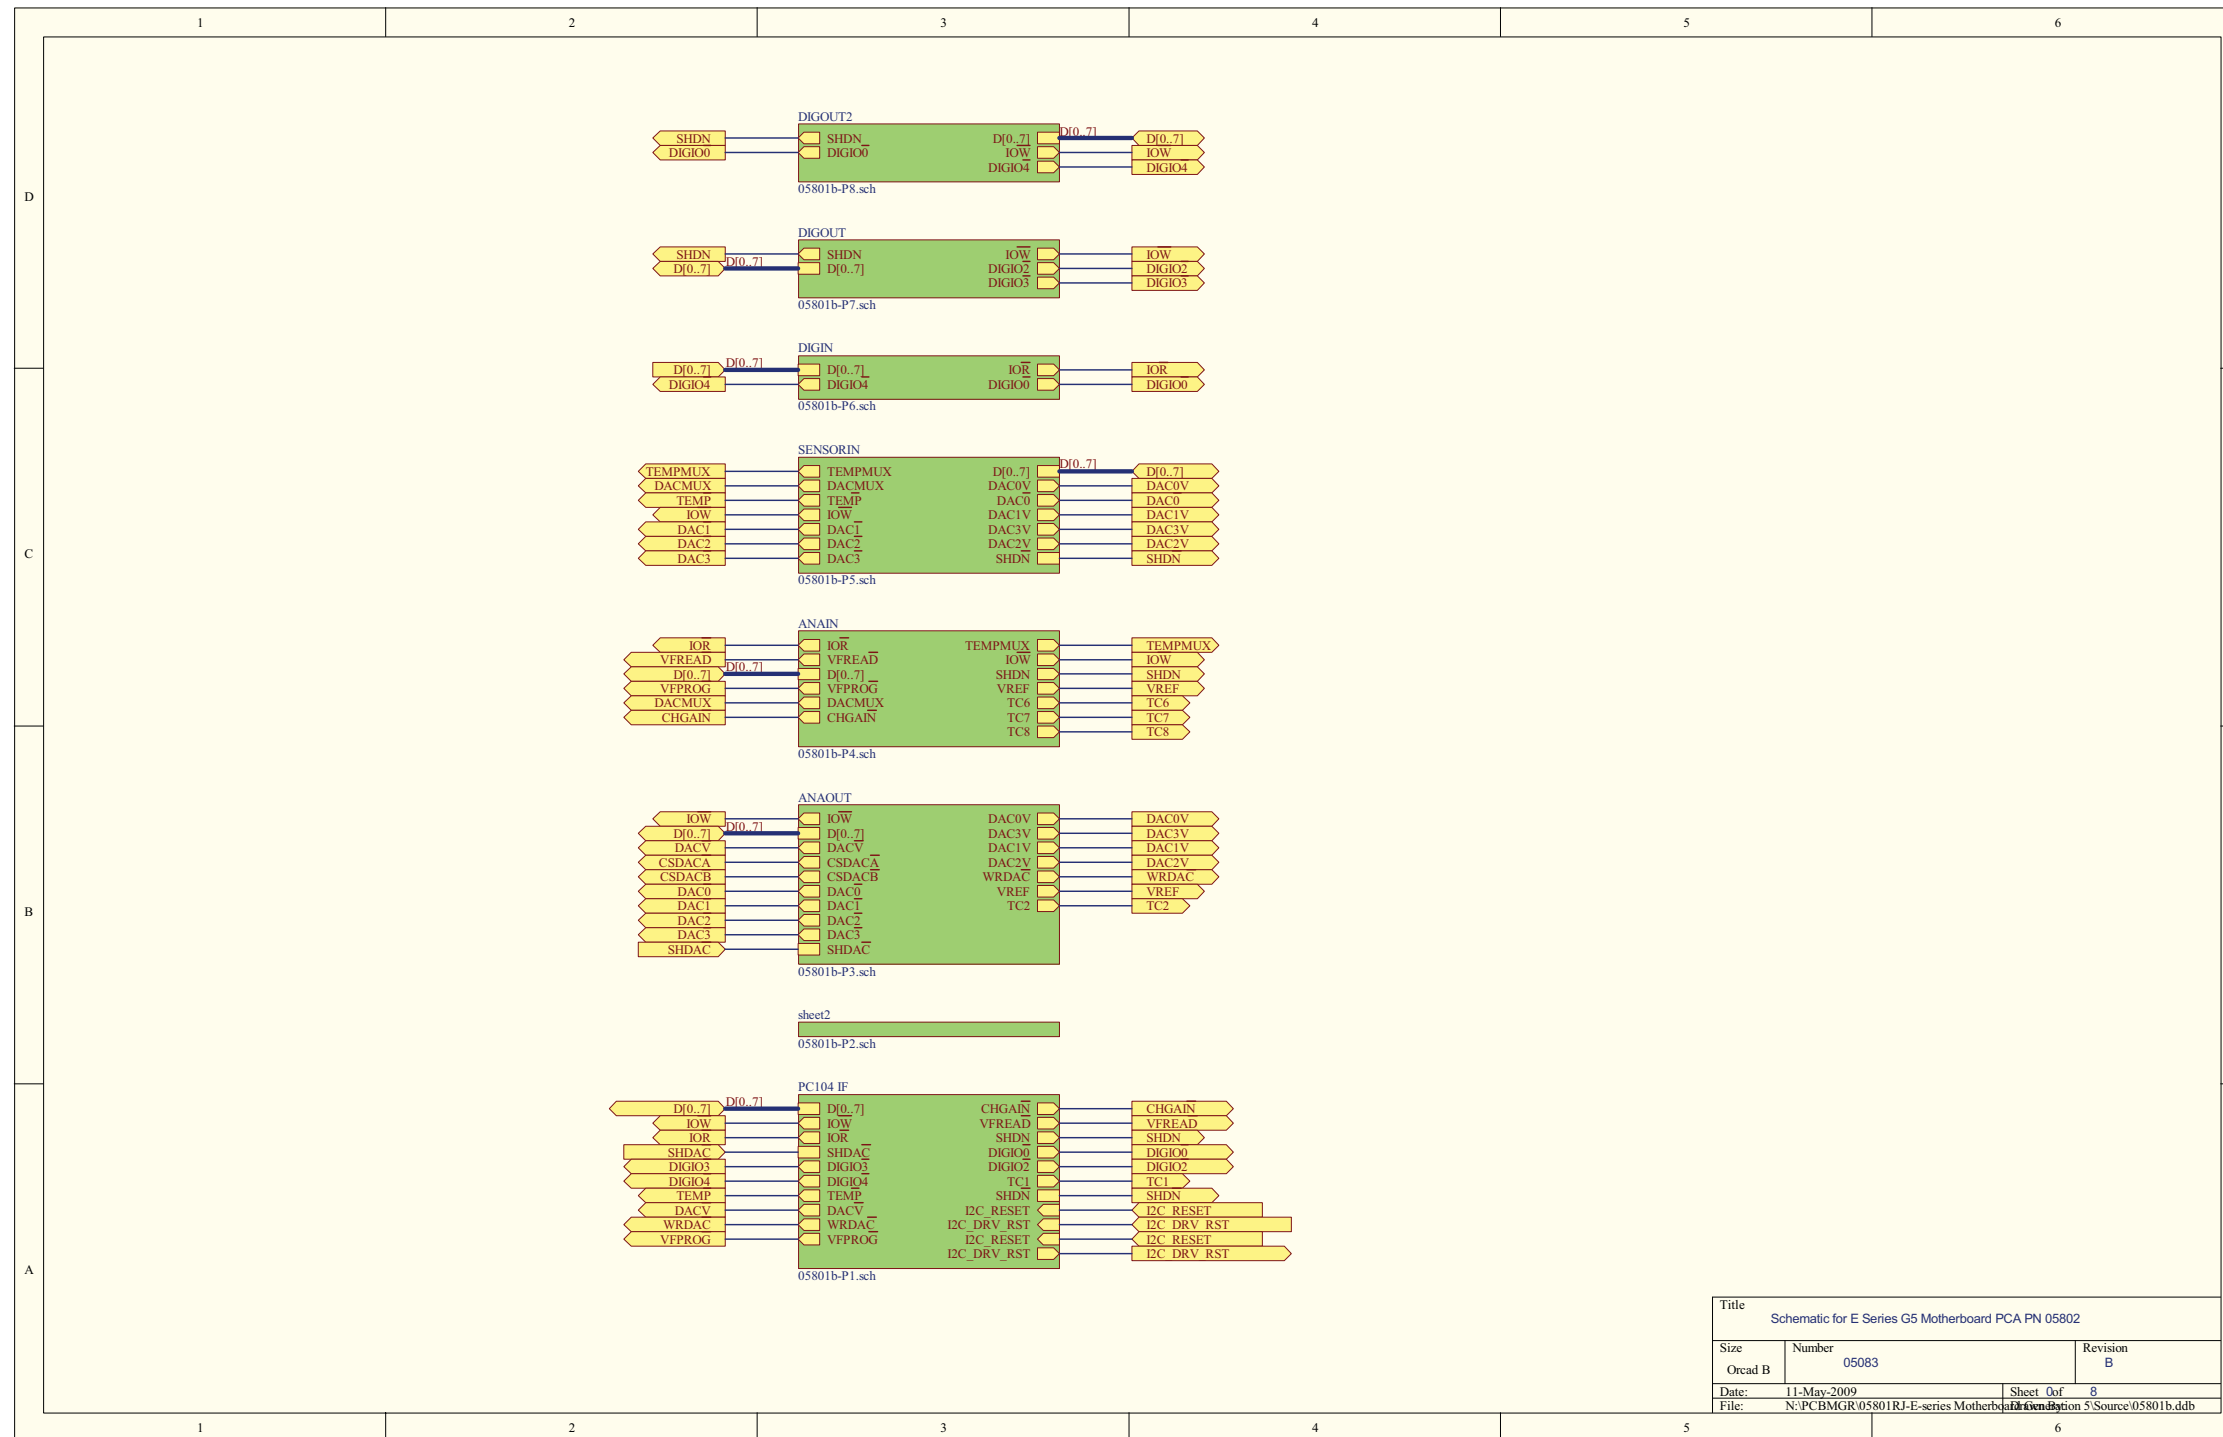 1 2 3 4 5 6
D
C
B
A
DIGOUT2
D[0..7]
SHDN SHDN D[0..7] D[0..7]
DIGIO0 DIGIO0 IOW IOW
DIGIO4 DIGIO4
05801b-P8.sch
DIGOUT
SHDN SHDN IOW IOW
D[0..7] D[0..7] D[0..7] DIGIO2 DIGIO2
DIGIO3 DIGIO3
05801b-P7.sch
DIGIN
D[0..7] D[0..7] D[0..7] IOR IOR
DIGIO4 DIGIO4 DIGIO0 DIGIO0
05801b-P6.sch
SENSORIN
D[0..7]
TEMPMUX TEMPMUX D[0..7] D[0..7]
DACMUX DACMUX DAC0V DAC0V
TEMP TEMP DAC0 DAC0
IOW IOW DAC1V DAC1V
DAC1 DAC1 DAC3V DAC3V
DAC2 DAC2 DAC2V DAC2V
DAC3 DAC3 SHDN SHDN
05801b-P5.sch
ANAIN
IOR IOR TEMPMUX TEMPMUX
VFREAD VFREAD IOW IOW
D[0..7] D[0..7] D[0..7] SHDN SHDN
VFPROG VFPROG VREF VREF
DACMUX DACMUX TC6 TC6
CHGAIN CHGAIN TC7 TC7
TC8 TC8
05801b-P4.sch
ANAOUT
IOW IOW DAC0V DAC0V
D[0..7] D[0..7] D[0..7] DAC3V DAC3V
DACV DACV DAC1V DAC1V
CSDACA CSDACA DAC2V DAC2V
CSDACB CSDACB WRDAC WRDAC
DAC0 DAC0 VREF VREF
DAC1 DAC1 TC2 TC2
DAC2 DAC2
DAC3 DAC3
SHDAC SHDAC
05801b-P3.sch
sheet2
05801b-P2.sch
PC104 IF
D[0..7] D[0..7] D[0..7] CHGAIN CHGAIN
IOW IOW VFREAD VFREAD
IOR IOR SHDN SHDN
SHDAC SHDAC DIGIO0 DIGIO0
DIGIO3 DIGIO3 DIGIO2 DIGIO2
DIGIO4 DIGIO4 TC1 TC1
TEMP TEMP SHDN SHDN
DACV DACV I2C_RESET I2C_RESET
WRDAC WRDAC I2C_DRV_RST I2C_DRV_RST
VFPROG VFPROG I2C_RESET I2C_RESET
I2C_DRV_RST I2C_DRV_RST
05801b-P1.sch
Title
Schematic for E Series G5 Motherboard PCA PN 05802
Size Number Revision
Orcad B 05083 B
Date: 11-May-2009 Sheet 0 of 8
File: N:\PCBMGR\05801RJ-E-series Motherboard Generation 5\Source\05801b.ddb
Drawn By:
1 2 3 4 5 6